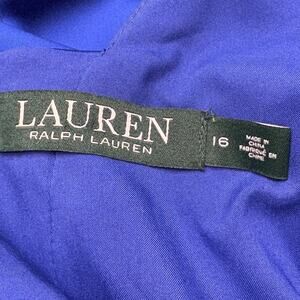 LAUREN
RALPH LAUREN
16
MADE IN
CHINA
FABRIQUÉ EN
CHINE